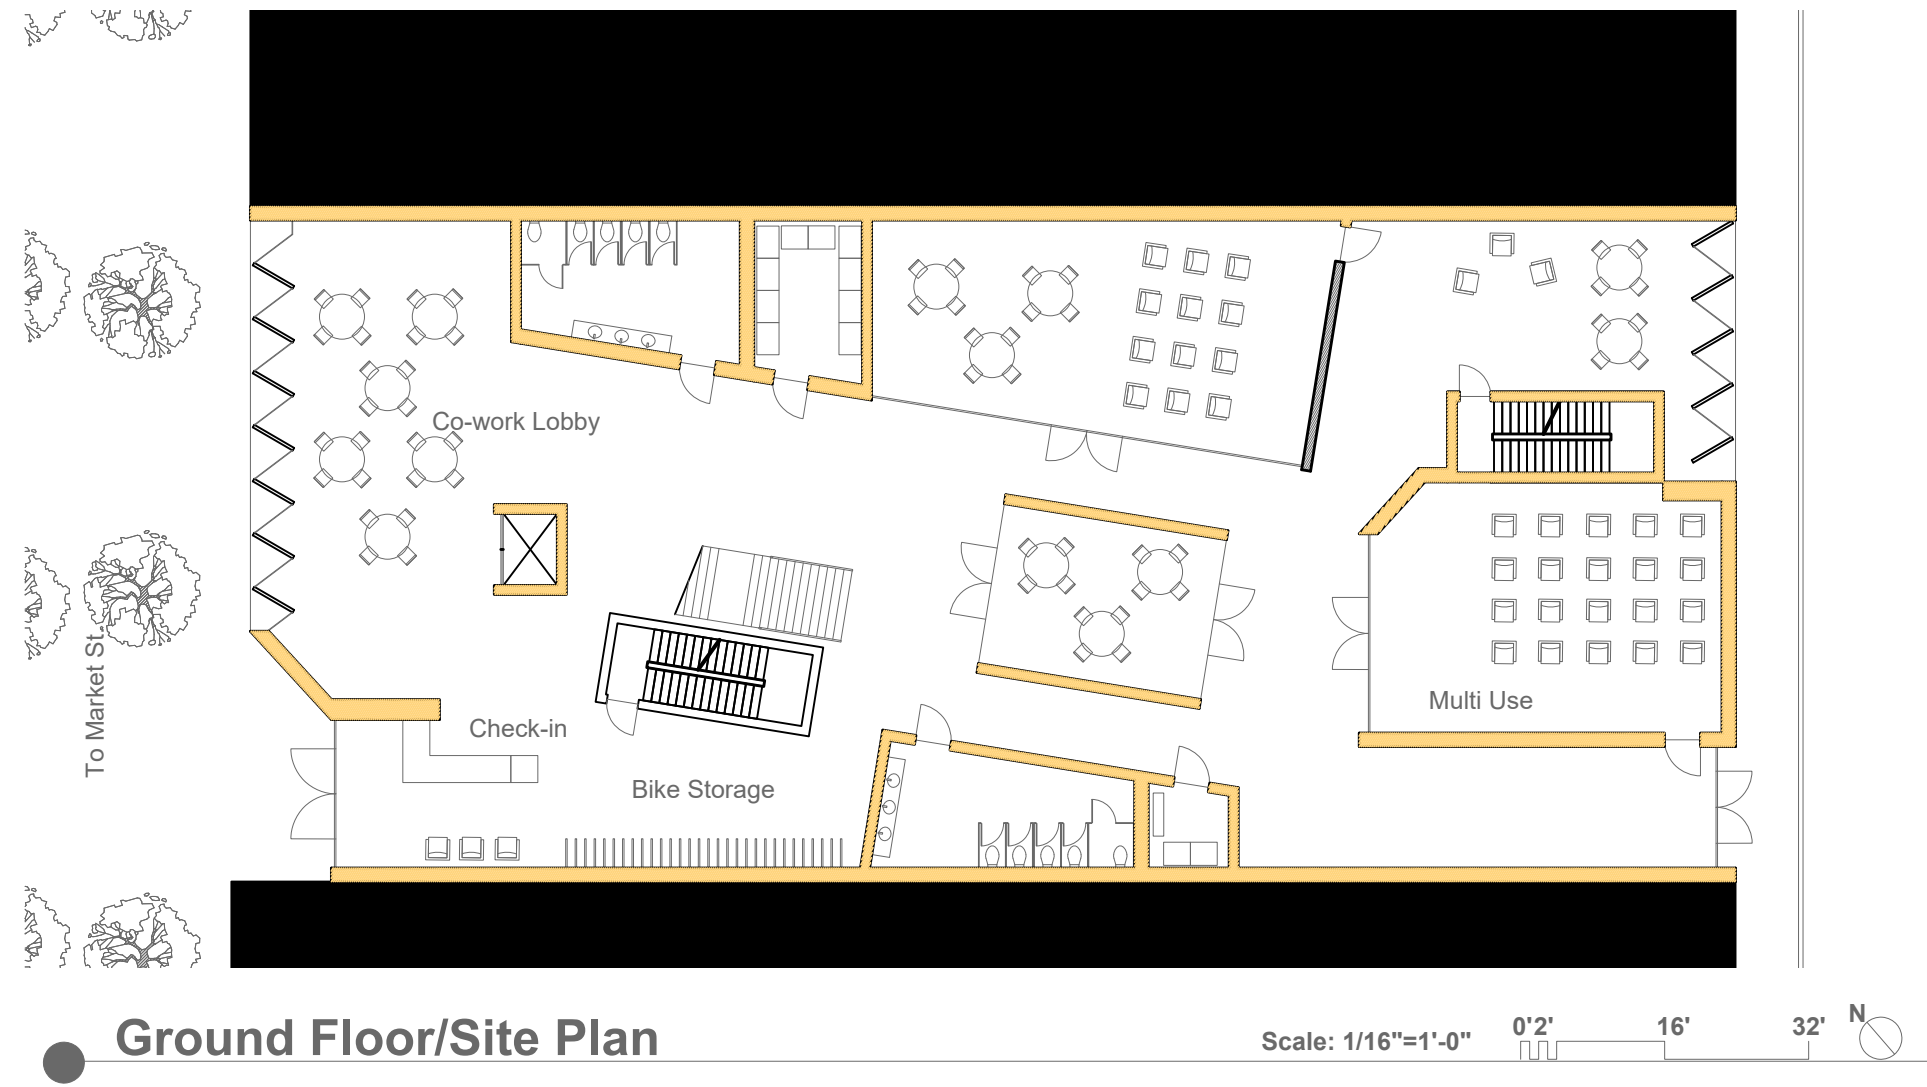 Co-work Lobby
To Market St.
Check-in
Multi Use
Bike Storage
Ground Floor/Site Plan
Scale: 1/16"=1'-0"
0'2' 16' 32'
N